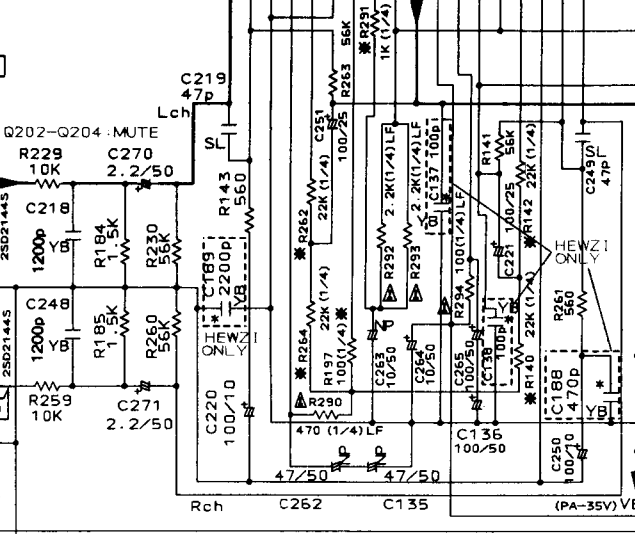 C219
47p
Lch
SL
Q202-Q204:MUTE
R229
10K
C270
2.2/50
2SD2144S
C218
1200p
YB
R184
1.5K
R230
56K
R143
560
C189
2200p
YB
*
HEWZI
ONLY
2SD2144S
C248
1200p
YB
R185
1.5K
R260
56K
R259
10K
C271
2.2/50
C220
100/10
56K
R263
※R291
1K (1/4)
C251
100/25
※R262
22K (1/4)
※R264
22K (1/4)
R197
100(1/4)※
R292
2.2K(1/4)LF
R293
2.2K(1/4)LF
C137 100p
YB
*
R290
470 (1/4)LF
NP
C263
10/50
C264
10/50
R294
100(1/4)
C265
100/50
C138
100p
YB
*
R141
56K
C221
100/25
※R142
22K (1/4)
※R140
22K (1/4)
SL
C249
47P
HEWZI
ONLY
R261
560
C188
470p
YB
*
C250
100/10
C136
100/50
47/50
47/50
Rch
C262
C135
(PA-35V)